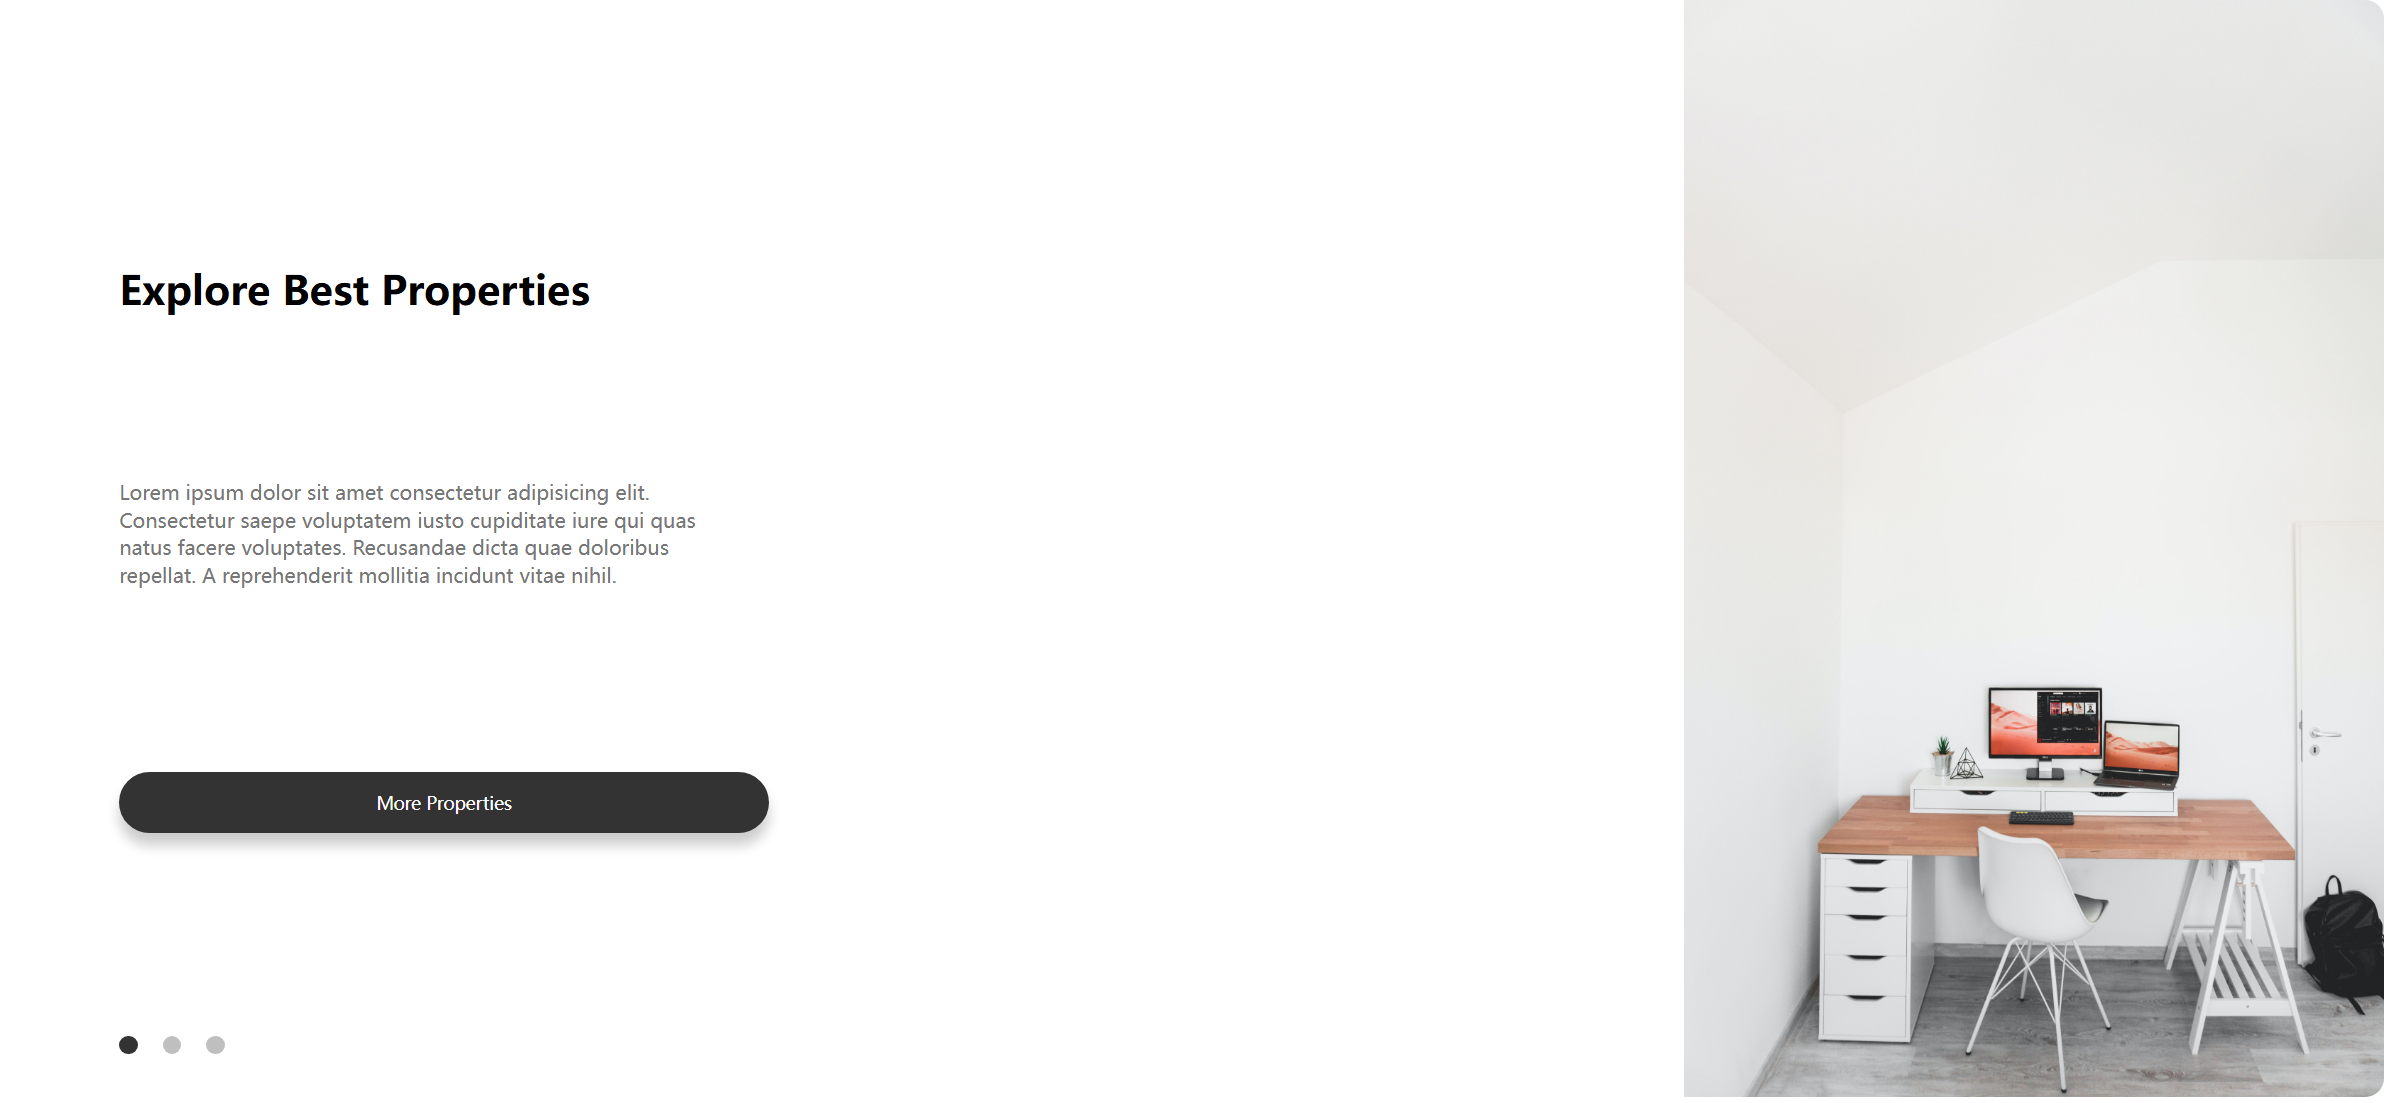 Explore Best Properties
Lorem ipsum dolor sit amet consectetur adipisicing elit.
Consectetur saepe voluptatem iusto cupiditate iure qui quas
natus facere voluptates. Recusandae dicta quae doloribus
repellat. A reprehenderit mollitia incidunt vitae nihil.
More Properties